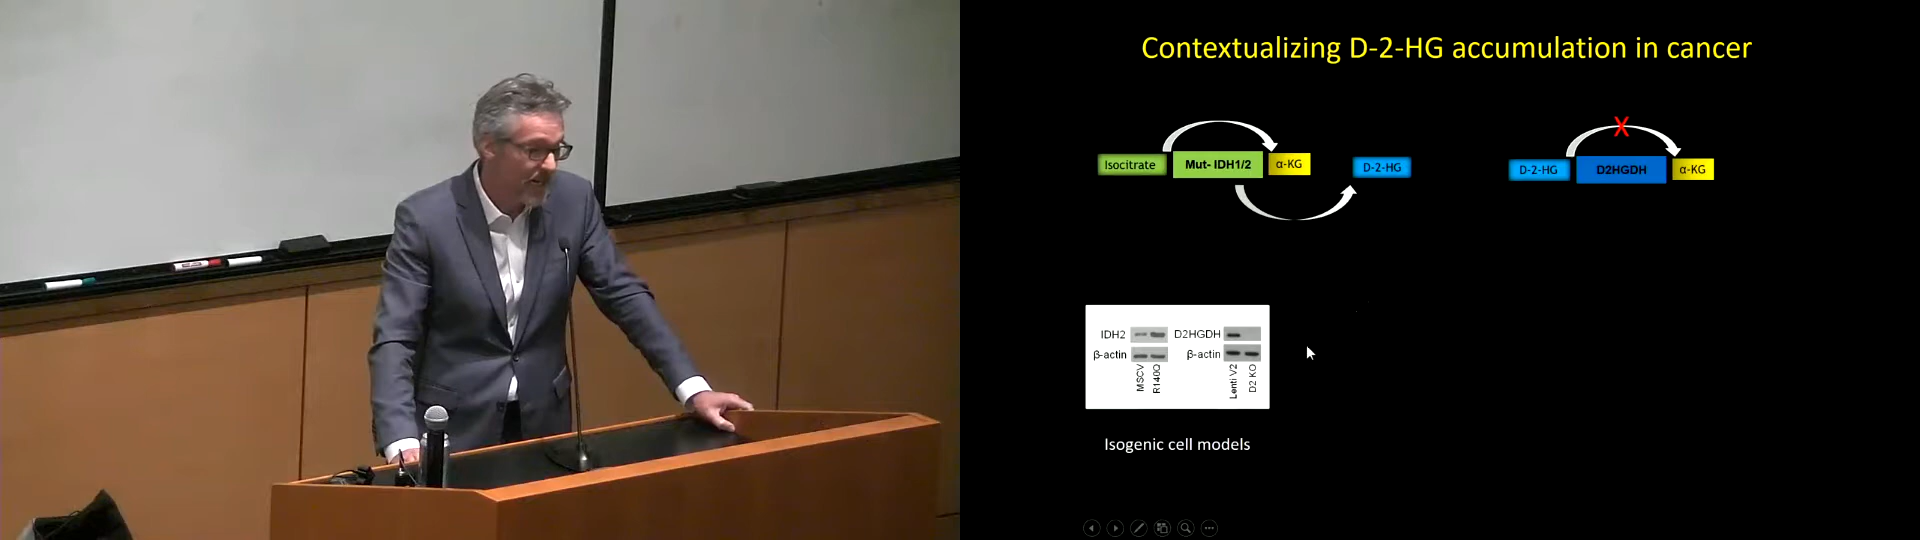 Contextualizing D-2-HG accumulation in cancer
Isocitrate
Mut- IDH1/2
α-KG
D-2-HG
X
D-2-HG
D2HGDH
α-KG
IDH2
β-actin
MSCV
R140Q
D2HGDH
β-actin
Lenti V2
D2 KO
Isogenic cell models